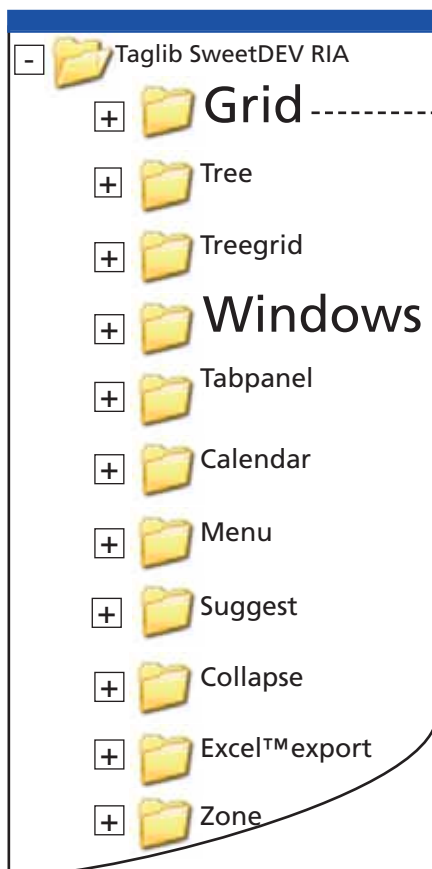 Taglib SweetDEV RIA
Grid
Tree
Treegrid
Windows
Tabpanel
Calendar
Menu
Suggest
Collapse
Excel™export
Zone